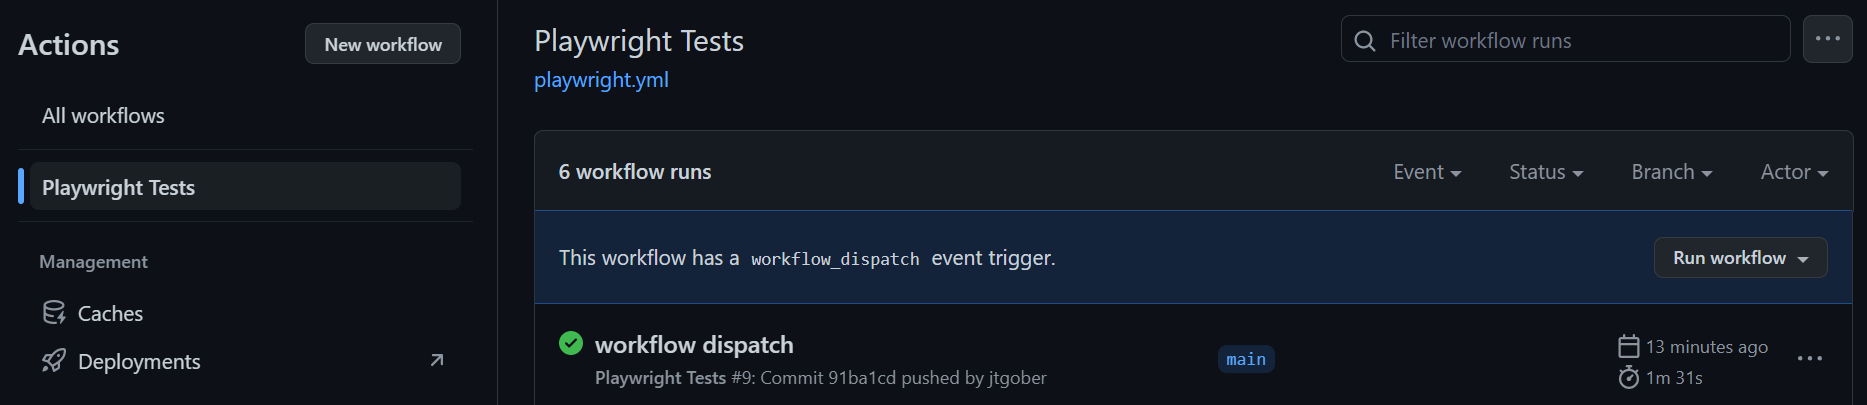 Actions
New workflow
All workflows
Playwright Tests
Management
Caches
Deployments
Playwright Tests
playwright.yml
Filter workflow runs
6 workflow runs
Event
Status
Branch
Actor
This workflow has a workflow_dispatch event trigger.
Run workflow
workflow dispatch
Playwright Tests #9: Commit 91ba1cd pushed by jtgober
main
13 minutes ago
1m 31s